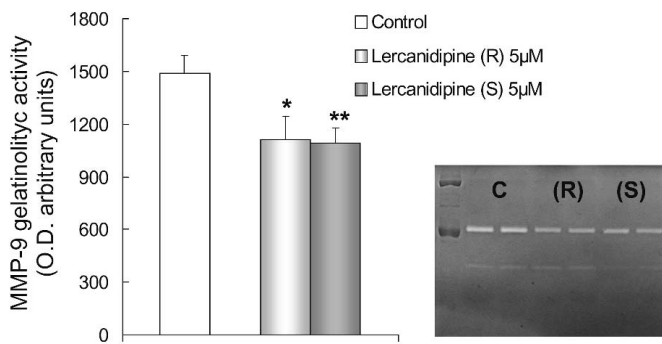 MMP-9 gelatinolityc activity
(O.D. arbitrary units)
1800
1500
1200
900
600
300
0
Control
Lercanidipine (R) 5µM
Lercanidipine (S) 5µM
*
**
C (R) (S)